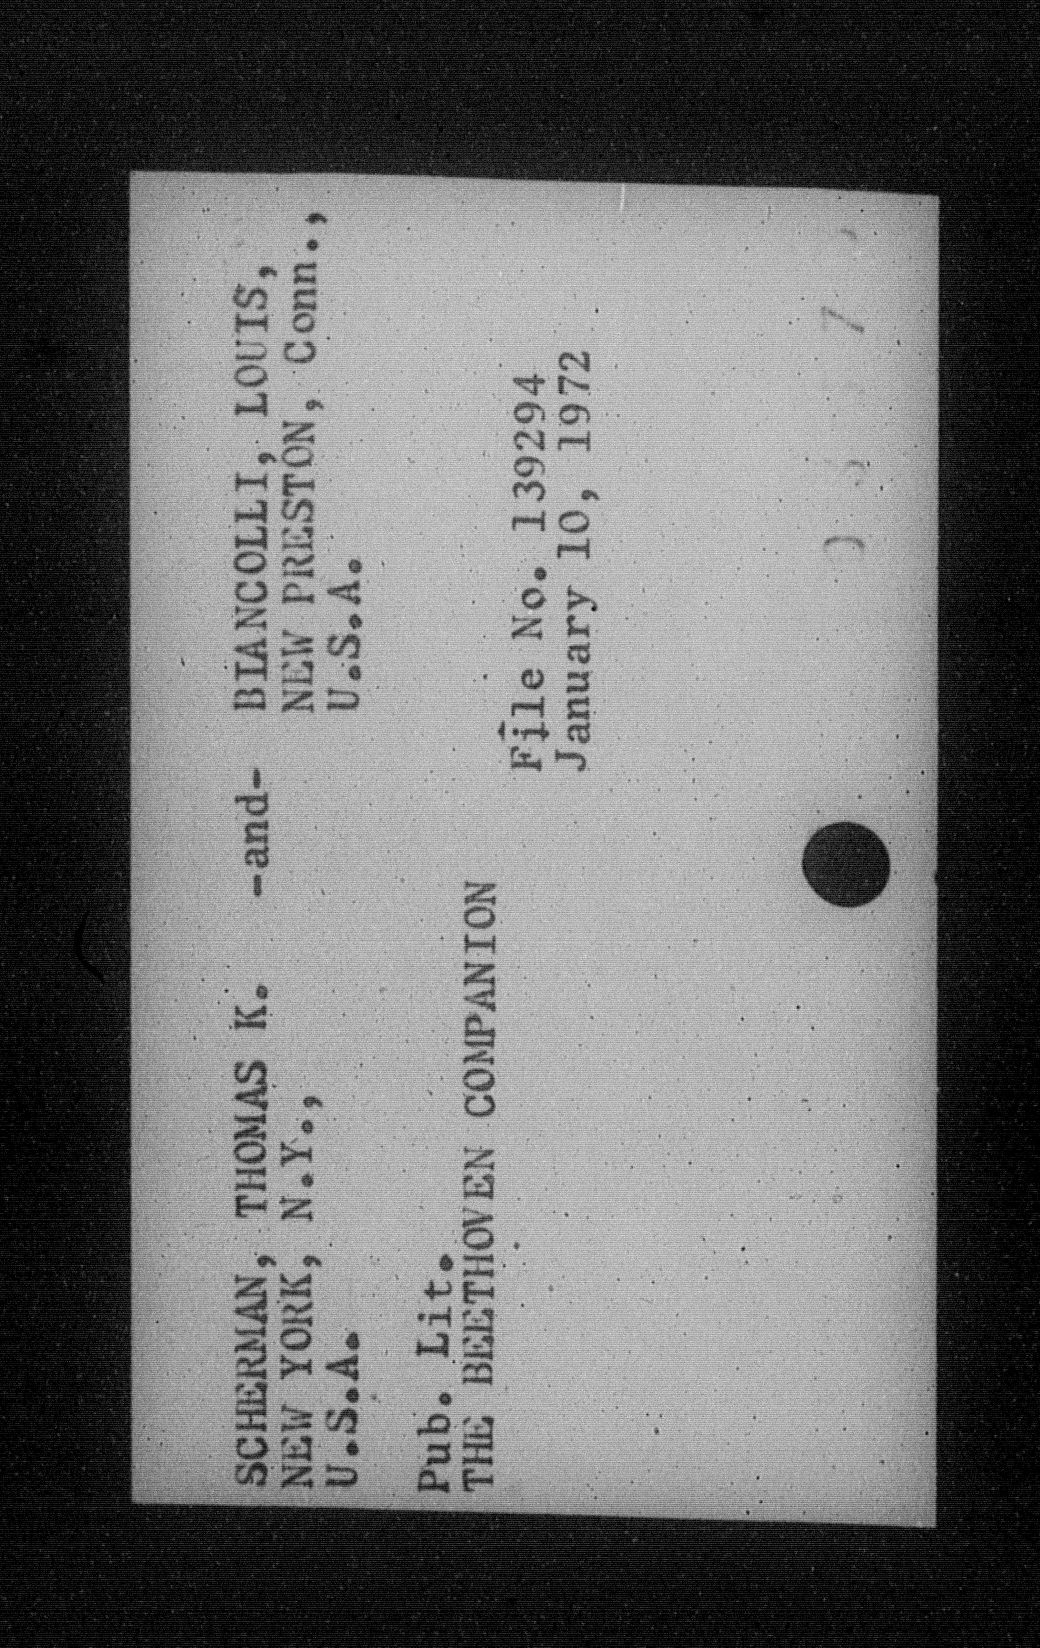 SCHERMAN, THOMAS K. -and- BIANCOLLI, LOUIS,
NEW YORK, N.Y., NEW PRESTON, Conn.,
U.S.A. U.S.A.
Pub. Lit.
THE BEETHOVEN COMPANION
File No. 139294
January 10, 1972